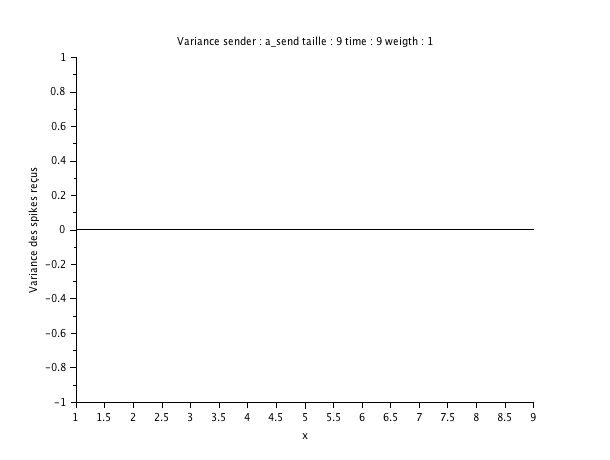 Variance sender : a_send taille : 9 time : 9 weigth : 1
1
0.8
0.6
0.4
0.2
0
-0.2
-0.4
-0.6
-0.8
-1
Variance des spikes reçus
1 1.5 2 2.5 3 3.5 4 4.5 5 5.5 6 6.5 7 7.5 8 8.5 9
x